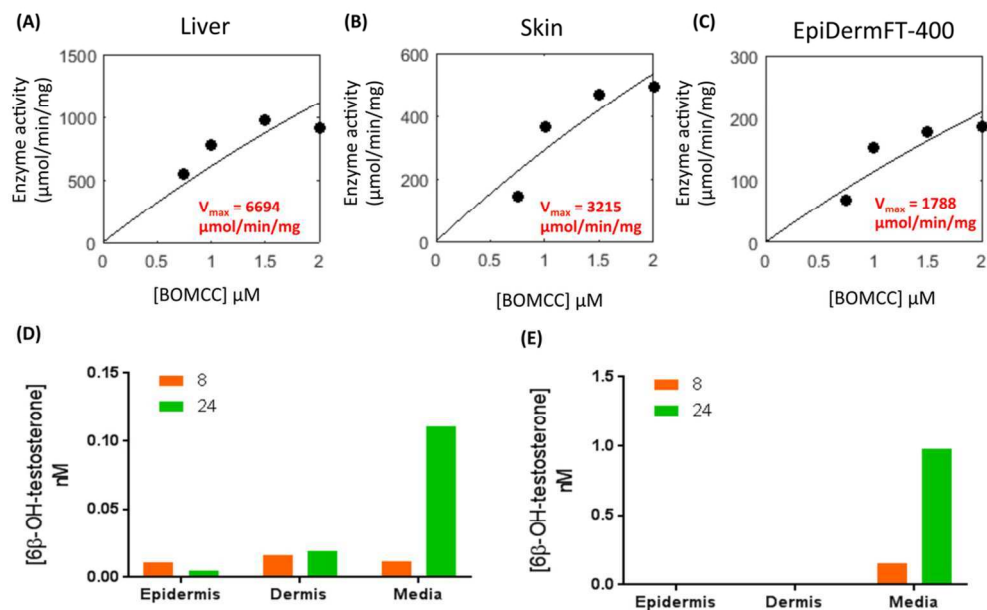 (A)
Liver
Enzyme activity
(μmol/min/mg)
1500
1000
500
0
0
0.5
1
1.5
2
[BOMCC] μM
Vmax = 6694
μmol/min/mg
(B)
Skin
Enzyme activity
(μmol/min/mg)
600
400
200
0
0
0.5
1
1.5
2
[BOMCC] μM
Vmax = 3215
μmol/min/mg
(C)
EpiDermFT-400
Enzyme activity
(μmol/min/mg)
300
200
100
0
0
0.5
1
1.5
2
[BOMCC] μM
Vmax = 1788
μmol/min/mg
(D)
[6β-OH-testosterone]
nM
0.15
0.10
0.05
0.00
8
24
Epidermis
Dermis
Media
(E)
[6β-OH-testosterone]
nM
1.5
1.0
0.5
0.0
8
24
Epidermis
Dermis
Media